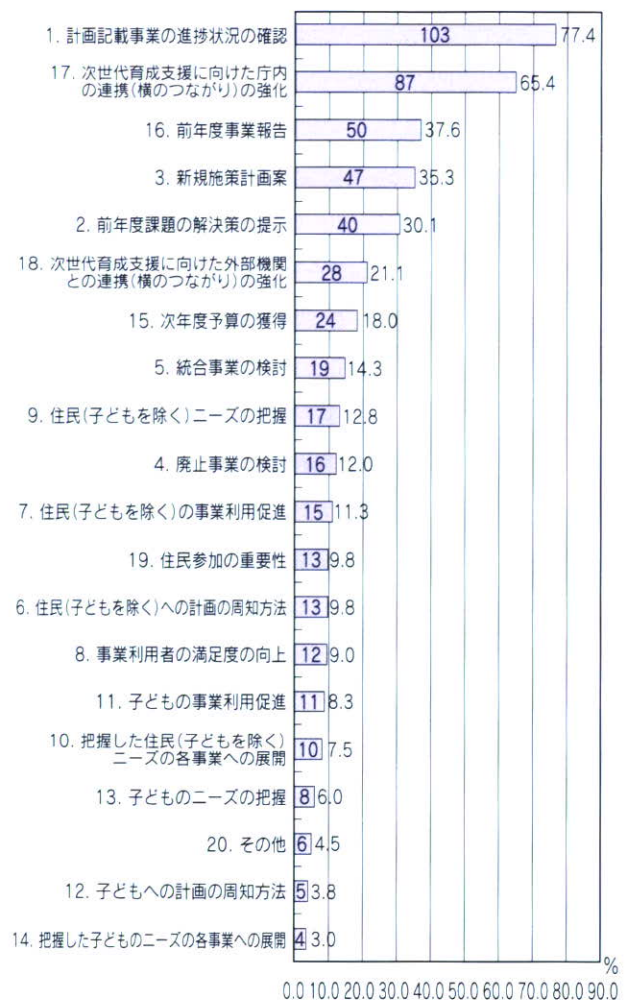 1. 計画記載事業の進捗状況の確認 103 77.4
17. 次世代育成支援に向けた庁内
の連携(横のつながり)の強化 87 65.4
16. 前年度事業報告 50 37.6
3. 新規施策計画案 47 35.3
2. 前年度課題の解決策の提示 40 30.1
18. 次世代育成支援に向けた外部機関
との連携(横のつながり)の強化 28 21.1
15. 次年度予算の獲得 24 18.0
5. 統合事業の検討 19 14.3
9. 住民(子どもを除く)ニーズの把握 17 12.8
4. 廃止事業の検討 16 12.0
7. 住民(子どもを除く)の事業利用促進 15 11.3
19. 住民参加の重要性 13 9.8
6. 住民(子どもを除く)への計画の周知方法 13 9.8
8. 事業利用者の満足度の向上 12 9.0
11. 子どもの事業利用促進 11 8.3
10. 把握した住民(子どもを除く)
ニーズの各事業への展開 10 7.5
13. 子どものニーズの把握 8 6.0
20. その他 6 4.5
12. 子どもへの計画の周知方法 5 3.8
14. 把握した子どものニーズの各事業への展開 4 3.0
%
0.0 10.0 20.0 30.0 40.0 50.0 60.0 70.0 80.0 90.0